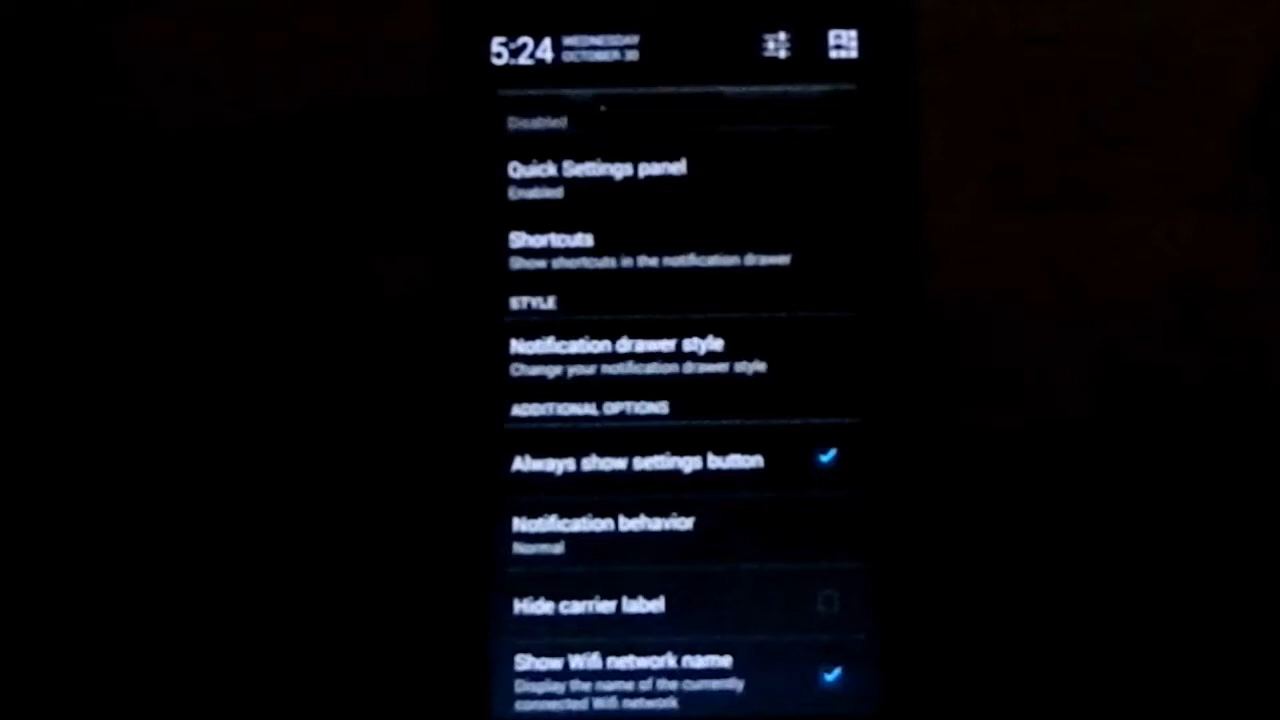 5:24 WEDNESDAY
OCTOBER 30
Disabled
Quick Settings panel
Enabled
Shortcuts
Show shortcuts in the notification drawer
STYLE
Notification drawer style
Change your notification drawer style
ADDITIONAL OPTIONS
Always show settings button
Notification behavior
Normal
Hide carrier label
Show Wifi network name
Display the name of the currently
connected Wifi network